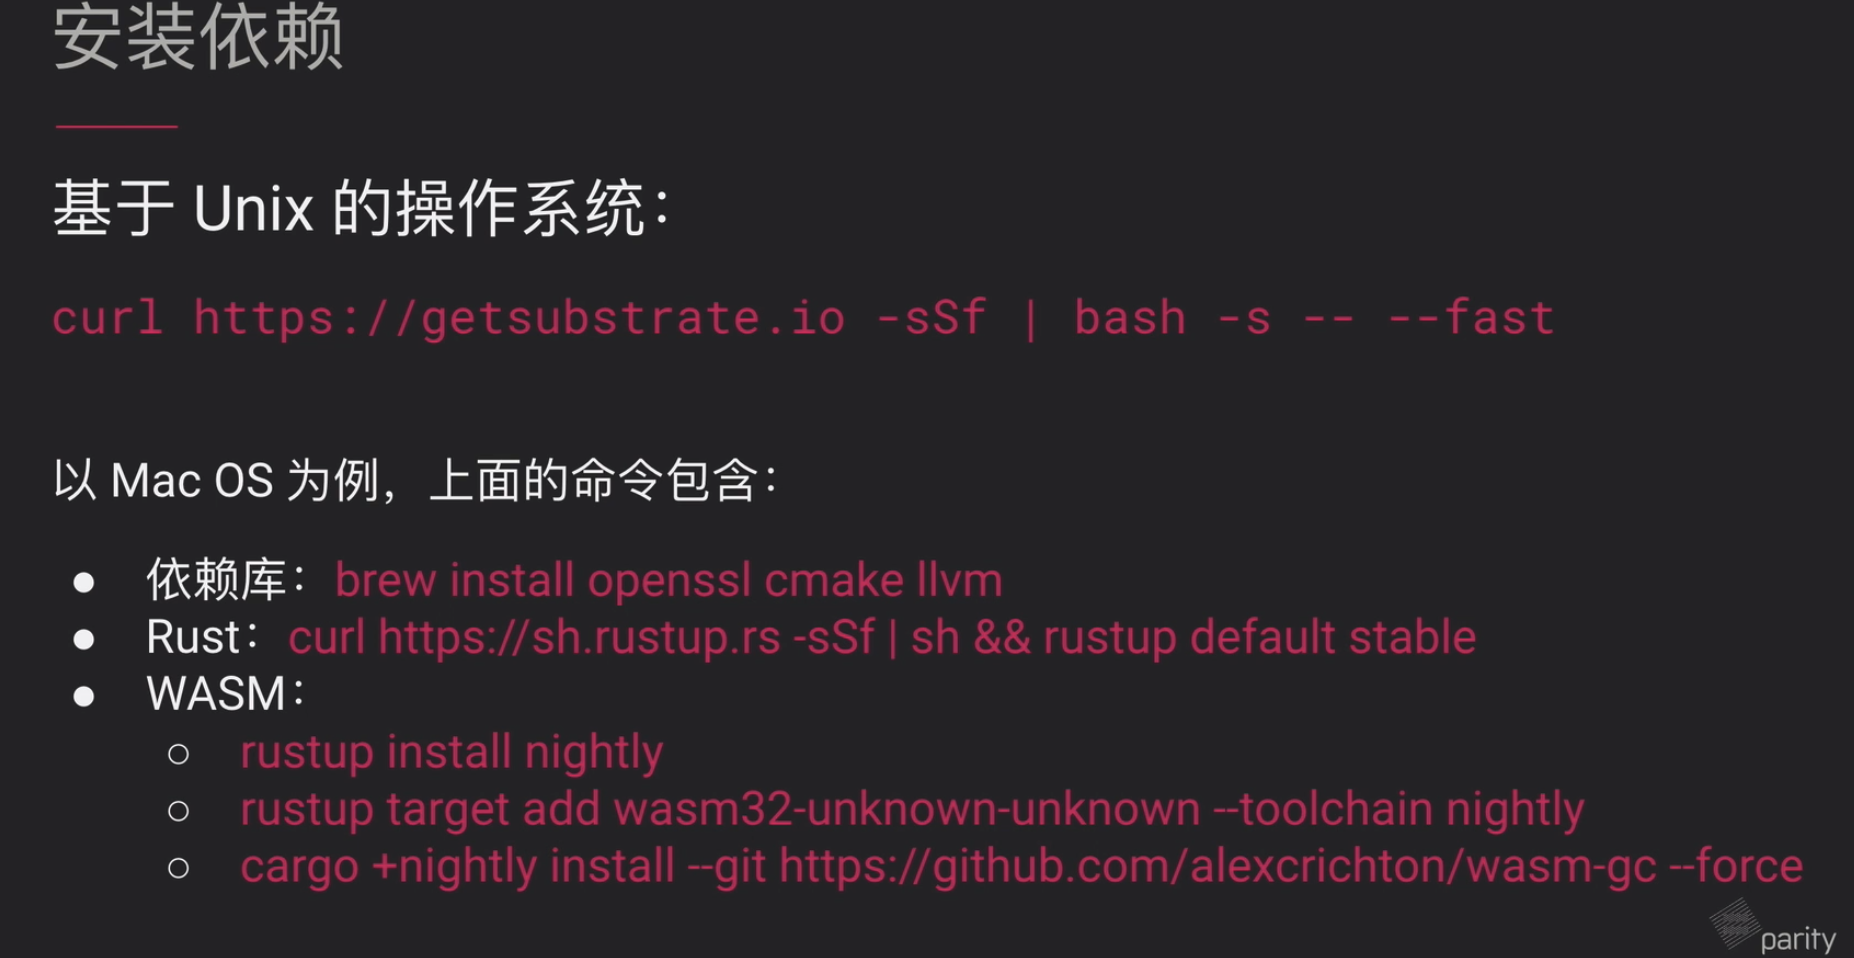 安装依赖
基于 Unix 的操作系统：
curl https://getsubstrate.io -sSf | bash -s -- --fast
以 Mac OS 为例，上面的命令包含：
● 依赖库：brew install openssl cmake llvm
● Rust：curl https://sh.rustup.rs -sSf | sh && rustup default stable
● WASM：
○ rustup install nightly
○ rustup target add wasm32-unknown-unknown --toolchain nightly
○ cargo +nightly install --git https://github.com/alexcrichton/wasm-gc --force
parity